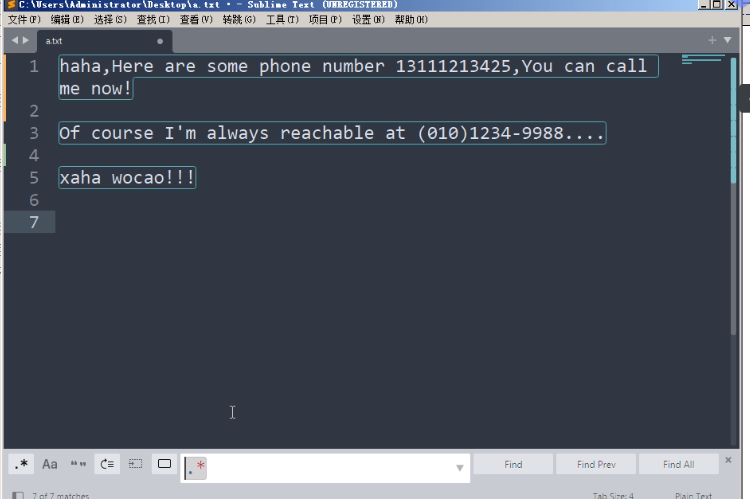 C:\Users\Administrator\Desktop\a.txt • - Sublime Text (UNREGISTERED)
文件(F) 编辑(E) 选择(S) 查找(I) 查看(V) 转跳(G) 工具(T) 项目(P) 设置(N) 帮助(H)
a.txt
1 haha,Here are some phone number 13111213425,You can call
me now!
2
3 Of course I'm always reachable at (010)1234-9988....
4
5 xaha wocao!!!
6
7
.* Aa “” .* Find Find Prev Find All
7 of 7 matches Tab Size: 4 Plain Text